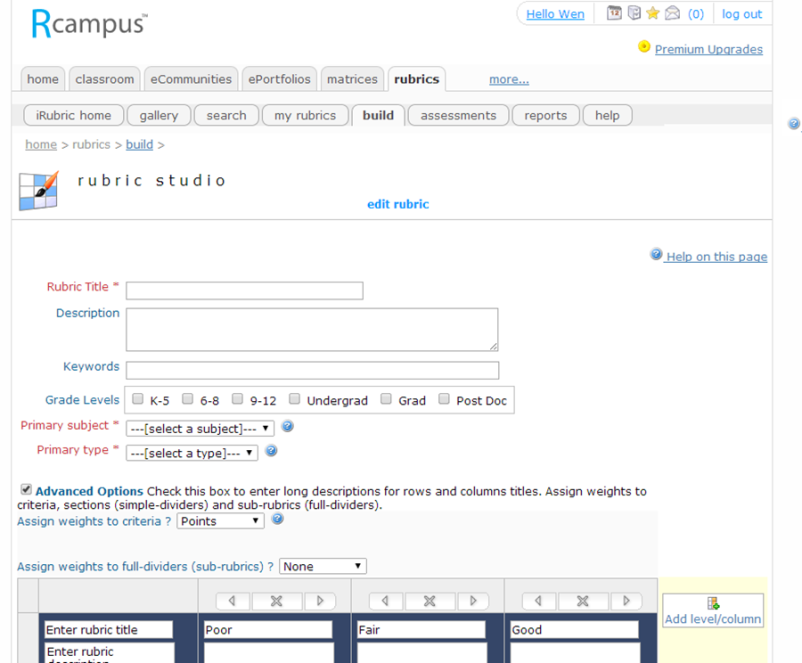 Rcampus™
Hello Wen (0) log out
Premium Upgrades
home classroom eCommunities ePortfolios matrices rubrics more...
iRubric home gallery search my rubrics build assessments reports help
home > rubrics > build >
rubric studio
edit rubric
Help on this page
Rubric Title *
Description
Keywords
Grade Levels K-5 6-8 9-12 Undergrad Grad Post Doc
Primary subject * ---[select a subject]---
Primary type * ---[select a type]---
Advanced Options Check this box to enter long descriptions for rows and columns titles. Assign weights to
criteria, sections (simple-dividers) and sub-rubrics (full-dividers).
Assign weights to criteria ? Points
Assign weights to full-dividers (sub-rubrics) ? None
Add level/column
Enter rubric title Poor Fair Good
Enter rubric
description